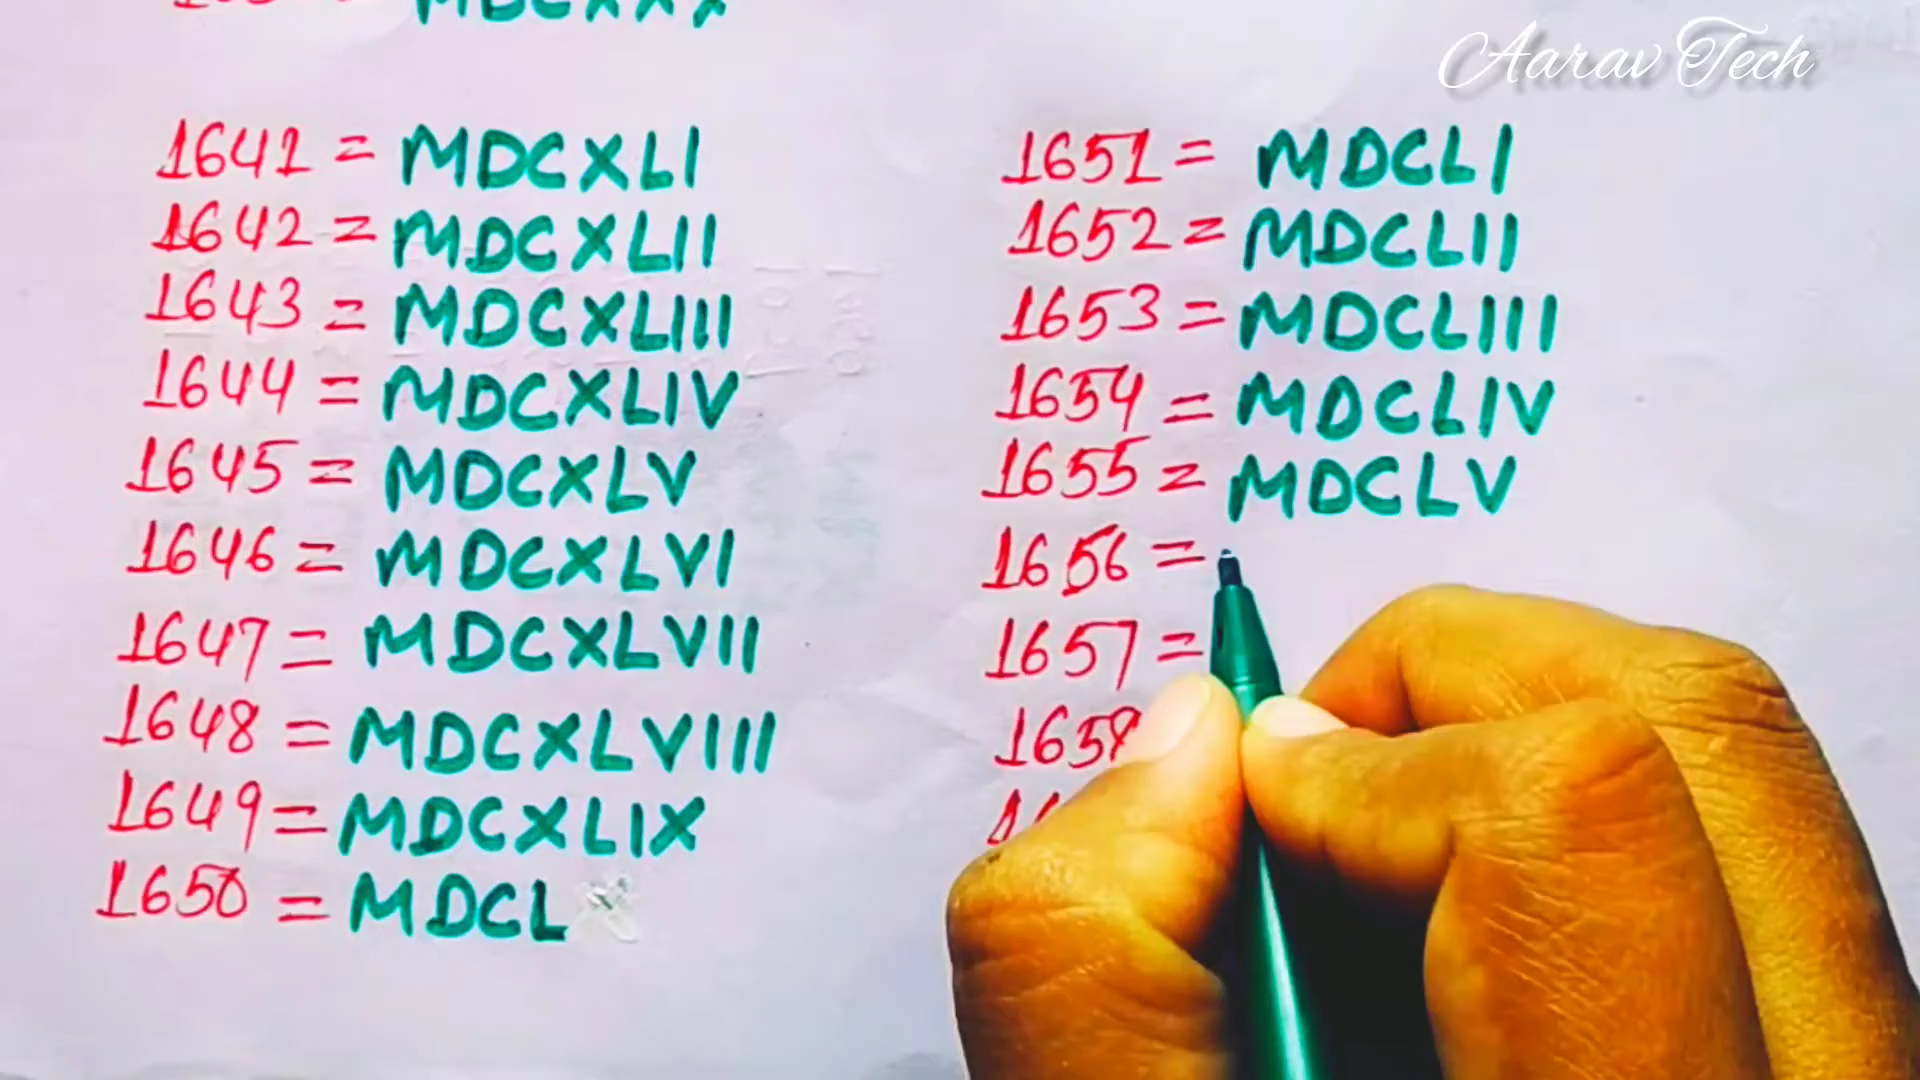 Aarav Tech
1641 = MDCXLI
1642 = MDCXLII
1643 = MDCXLIII
1644 = MDCXLIV
1645 = MDCXLV
1646 = MDCXLVI
1647 = MDCXLVII
1648 = MDCXLVIII
1649 = MDCXLIX
1650 = MDCL
1651 = MDCLI
1652 = MDCLII
1653 = MDCLIII
1654 = MDCLIV
1655 = MDCLV
1656 =
1657 =
1658